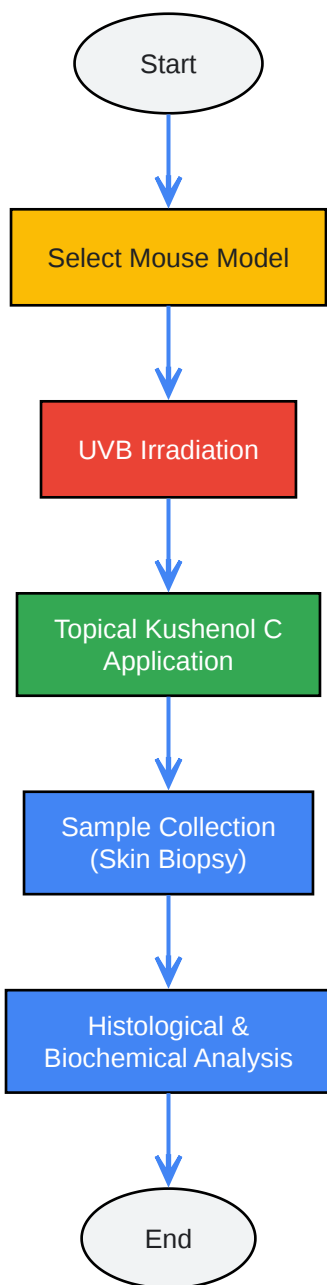 Start
Select Mouse Model
UVB Irradiation
Topical Kushenol C
Application
Sample Collection
(Skin Biopsy)
Histological &
Biochemical Analysis
End